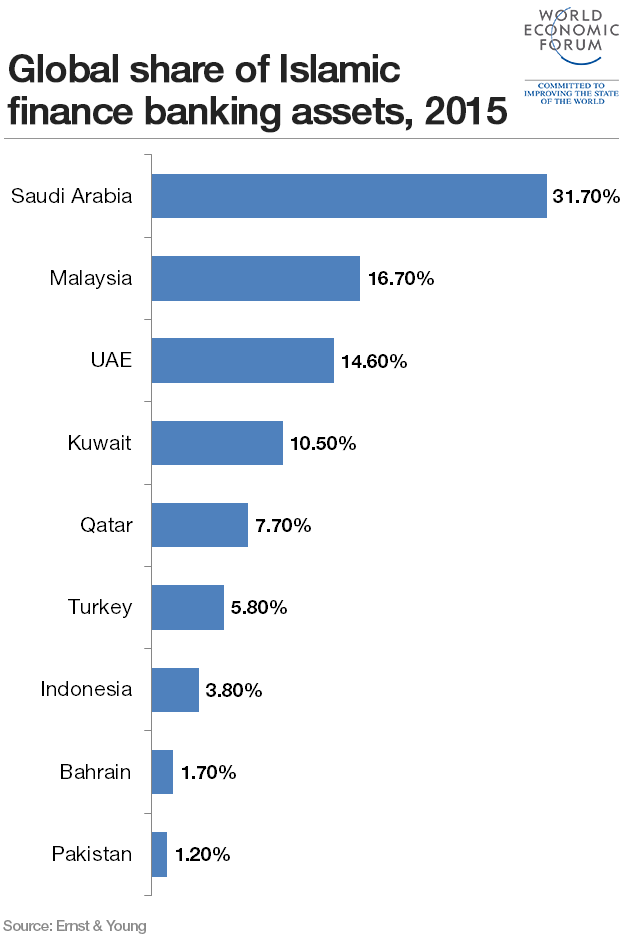 WORLD
ECONOMIC
FORUM
COMMITTED TO
IMPROVING THE STATE
OF THE WORLD
Global share of Islamic
finance banking assets, 2015
Saudi Arabia 31.70%
Malaysia 16.70%
UAE 14.60%
Kuwait 10.50%
Qatar 7.70%
Turkey 5.80%
Indonesia 3.80%
Bahrain 1.70%
Pakistan 1.20%
Source: Ernst & Young